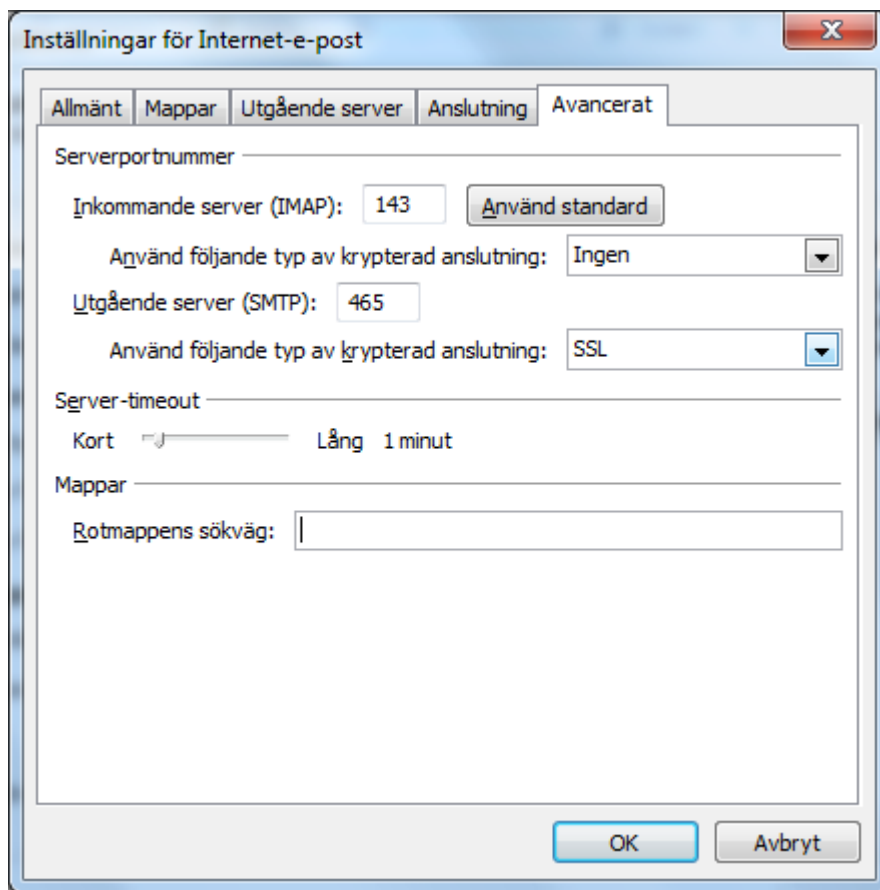 Inställningar för Internet-e-post
Allmänt Mappar Utgående server Anslutning Avancerat
Serverportnummer
Inkommande server (IMAP): 143 Använd standard
Använd följande typ av krypterad anslutning: Ingen
Utgående server (SMTP): 465
Använd följande typ av krypterad anslutning: SSL
Server-timeout
Kort Lång 1 minut
Mappar
Rotmappens sökväg:
OK Avbryt